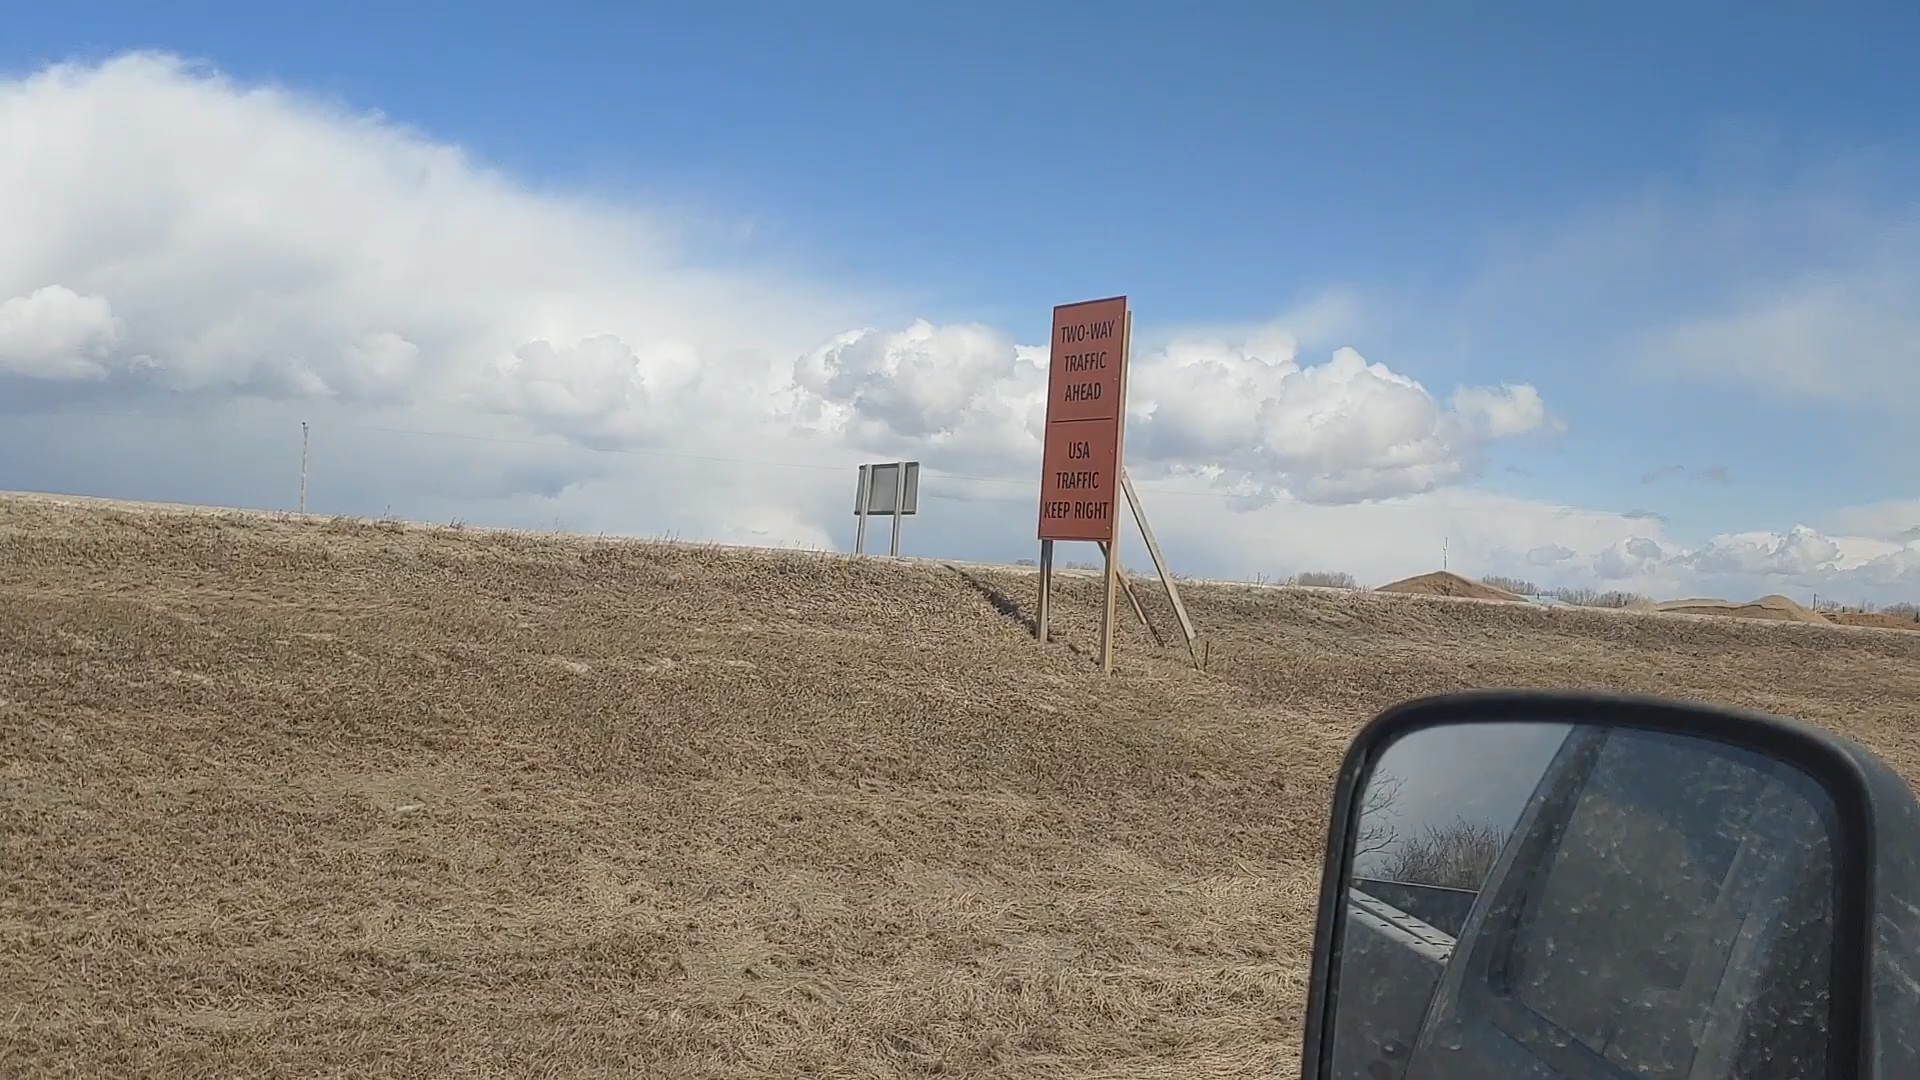 TWO-WAY
TRAFFIC
AHEAD
USA
TRAFFIC
KEEP RIGHT